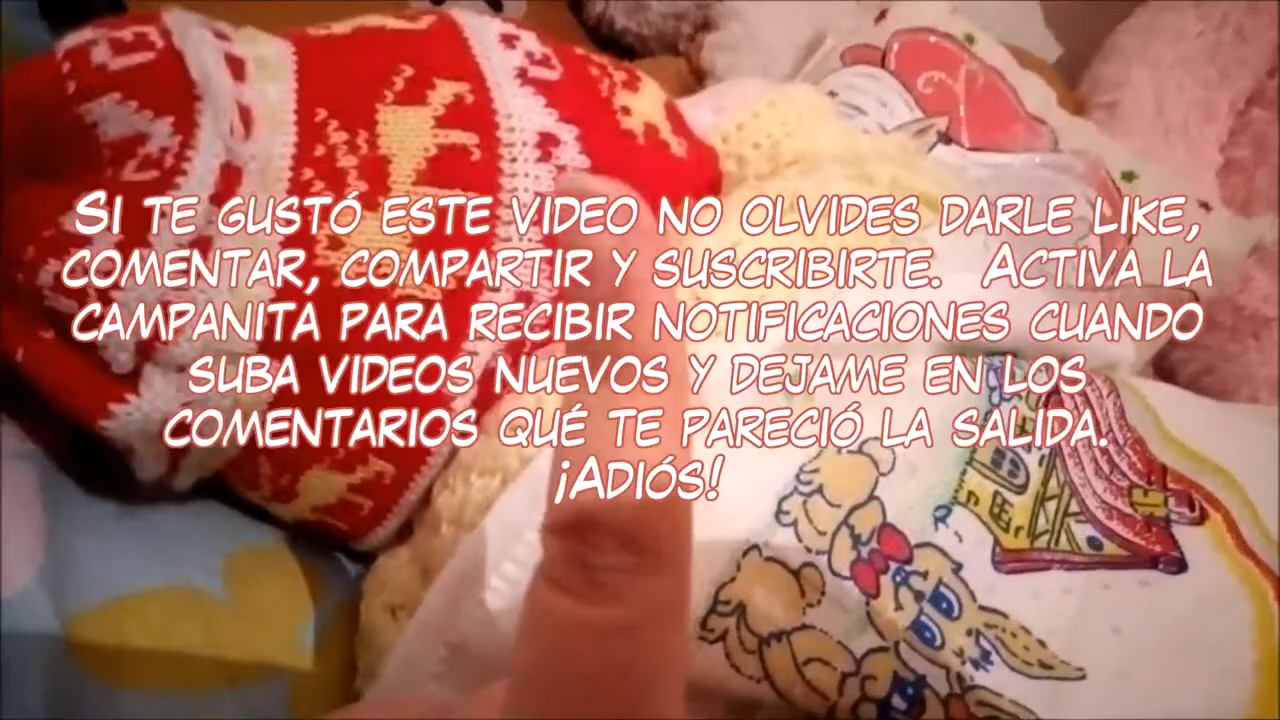 Si te gustó este video no olvides darle like,
comentar, compartir y suscribirte. Activa la
campanita para recibir notificaciones cuando
suba videos nuevos y dejame en los
comentarios qué te pareció la salida.
¡Adiós!